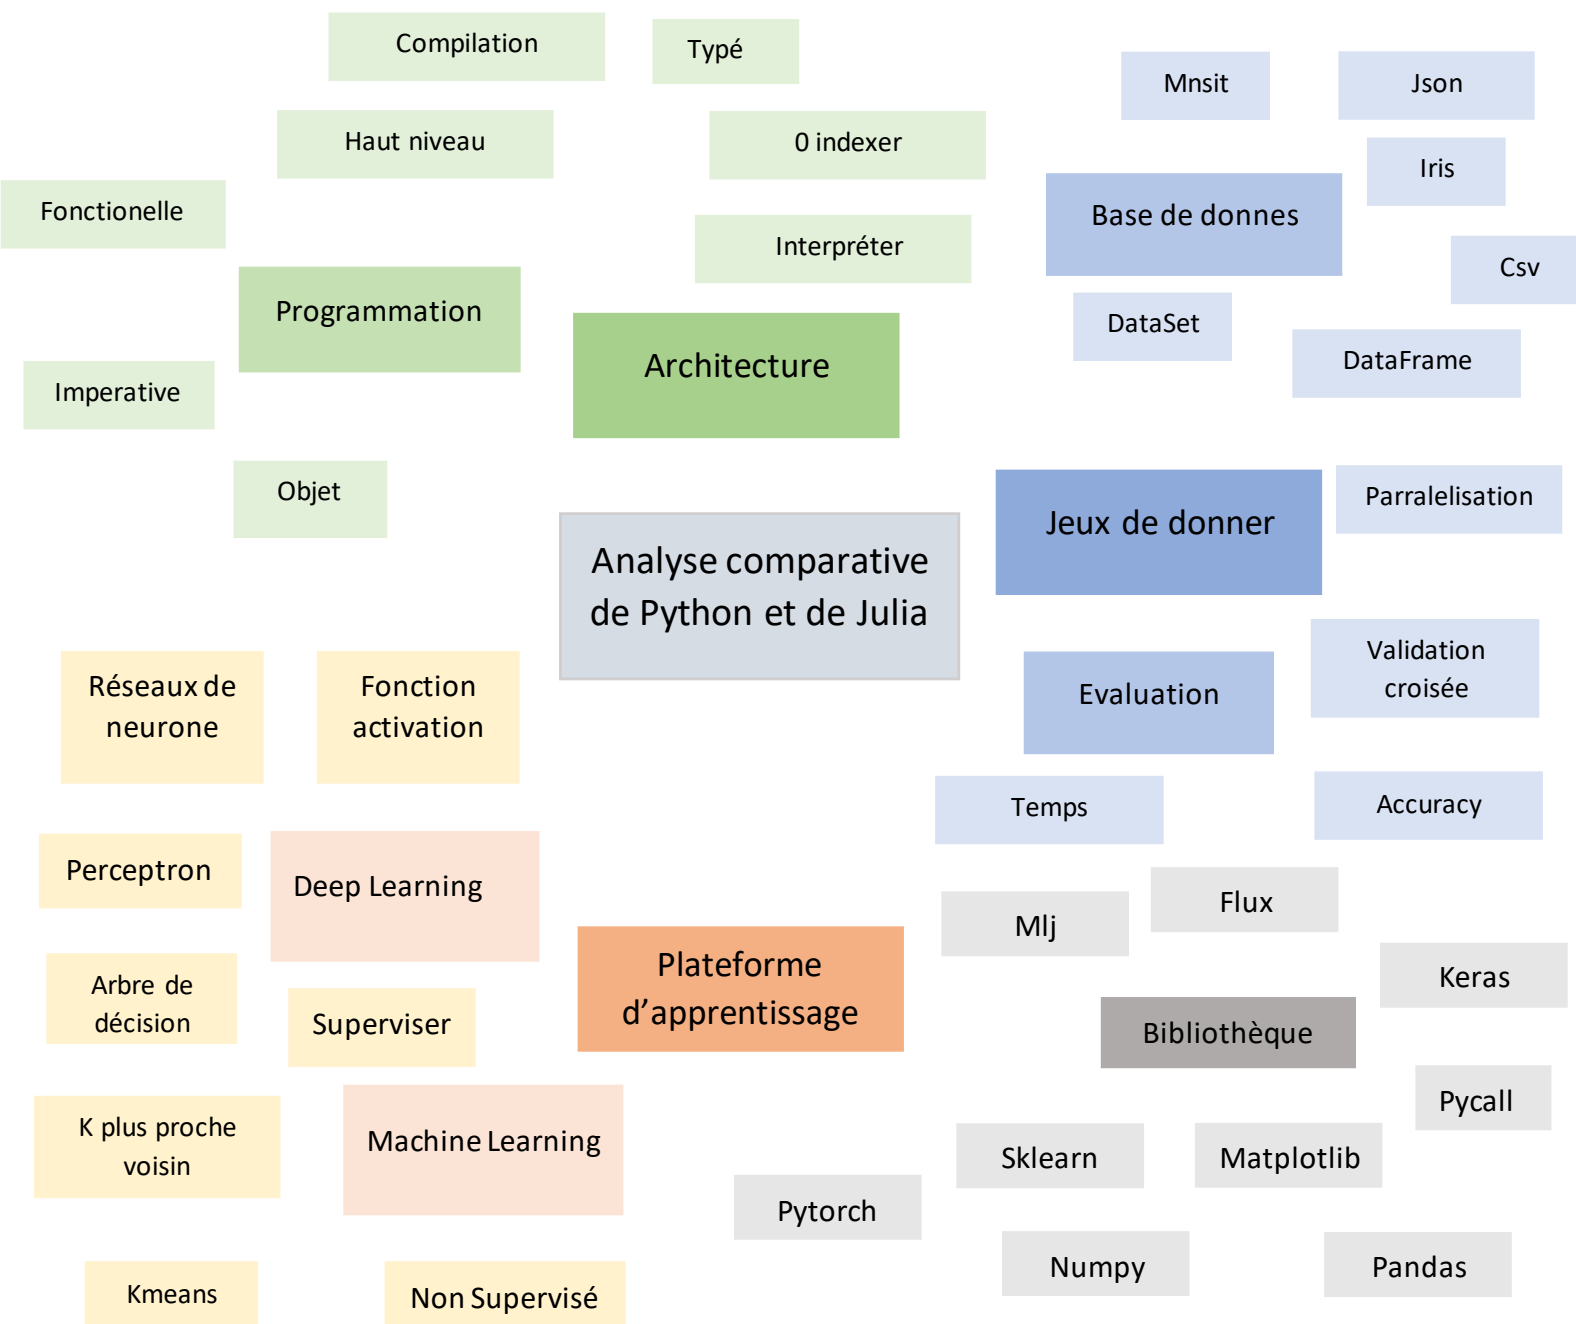 Compilation
Typé
Mnsit
Json
Haut niveau
0 indexer
Iris
Fonctionelle
Base de donnes
Interpréter
Csv
Programmation
DataSet
Architecture
DataFrame
Imperative
Objet
Parralelisation
Jeux de donner
Analyse comparative
de Python et de Julia
Réseaux de
neurone
Fonction
activation
Evaluation
Validation
croisée
Temps
Accuracy
Perceptron
Deep Learning
Mlj
Flux
Plateforme
d’apprentissage
Keras
Arbre de
décision
Superviser
Bibliothèque
K plus proche
voisin
Machine Learning
Pycall
Sklearn
Matplotlib
Pytorch
Numpy
Pandas
Kmeans
Non Supervisé